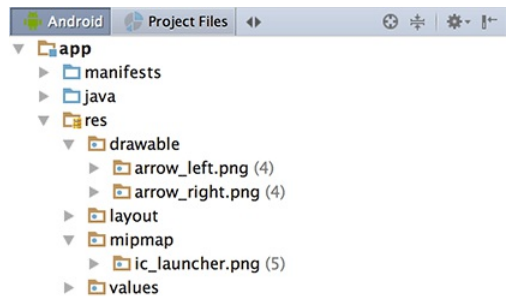 Android Project Files
app
manifests
java
res
drawable
arrow_left.png (4)
arrow_right.png (4)
layout
mipmap
ic_launcher.png (5)
values